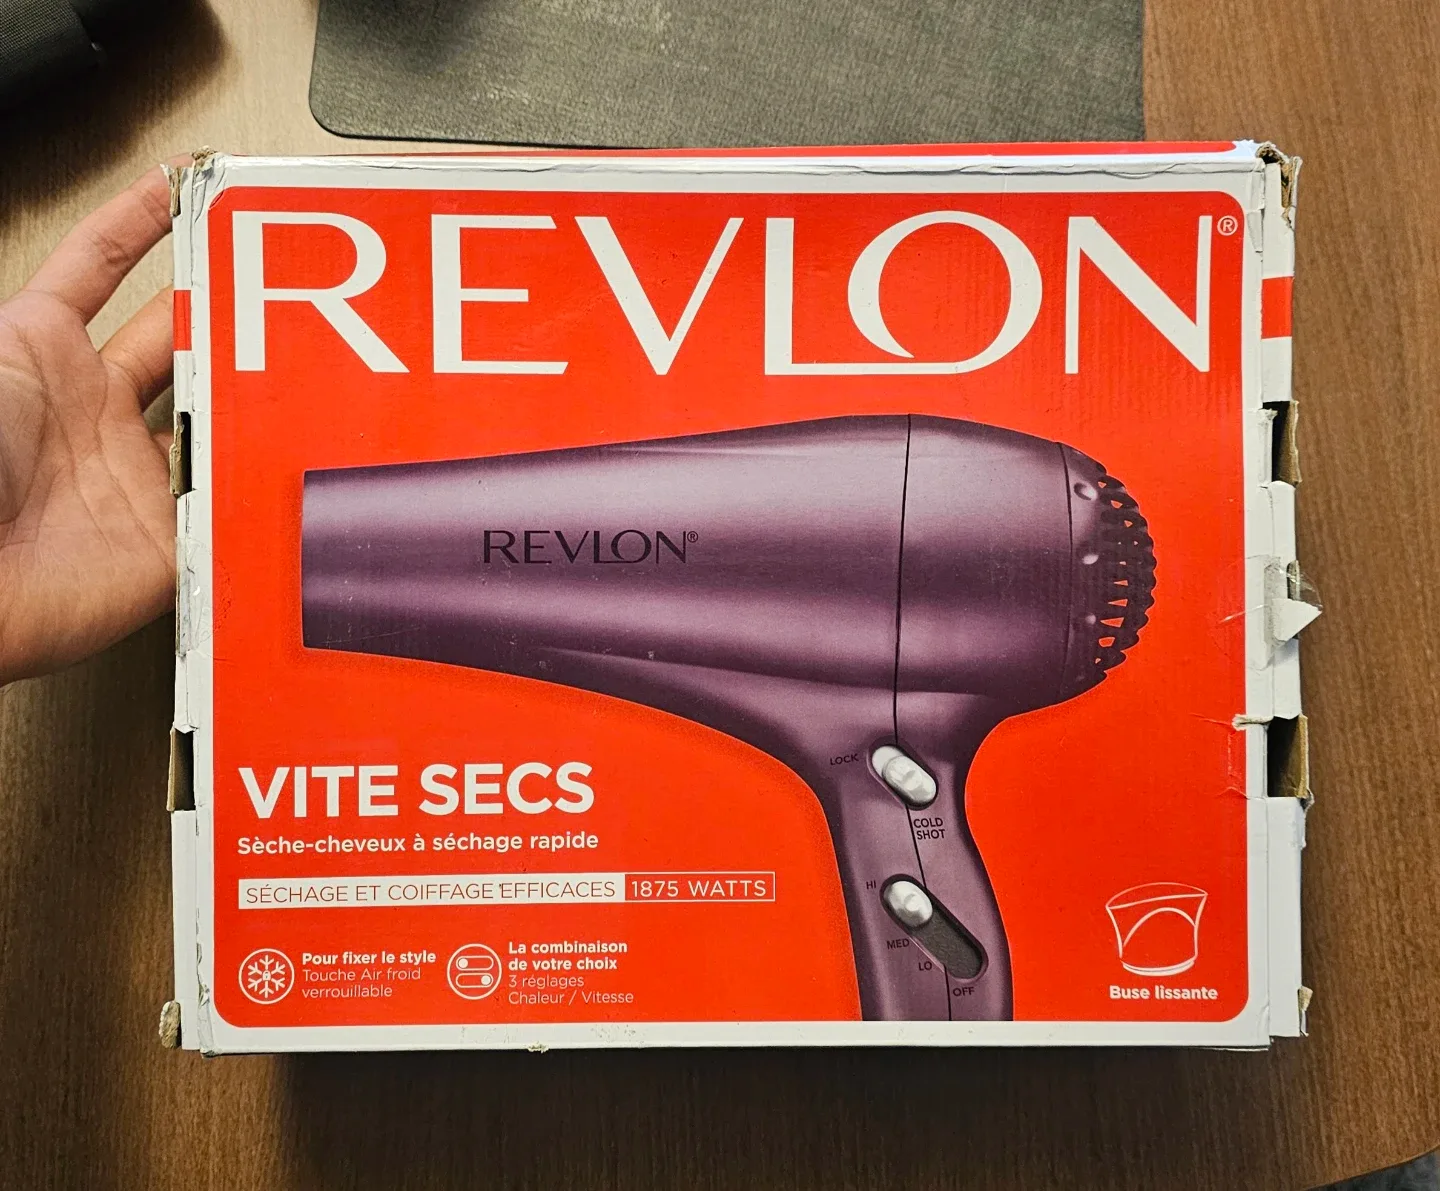 REVLON®
REVLON®
LOCK
COLD
SHOT
HI
MED
LO
OFF
VITE SECS
Sèche-cheveux à séchage rapide
SÉCHAGE ET COIFFAGE EFFICACES 1875 WATTS
Pour fixer le style
Touche Air froid
verrouillable
La combinaison
de votre choix
3 réglages
Chaleur / Vitesse
Buse lissante